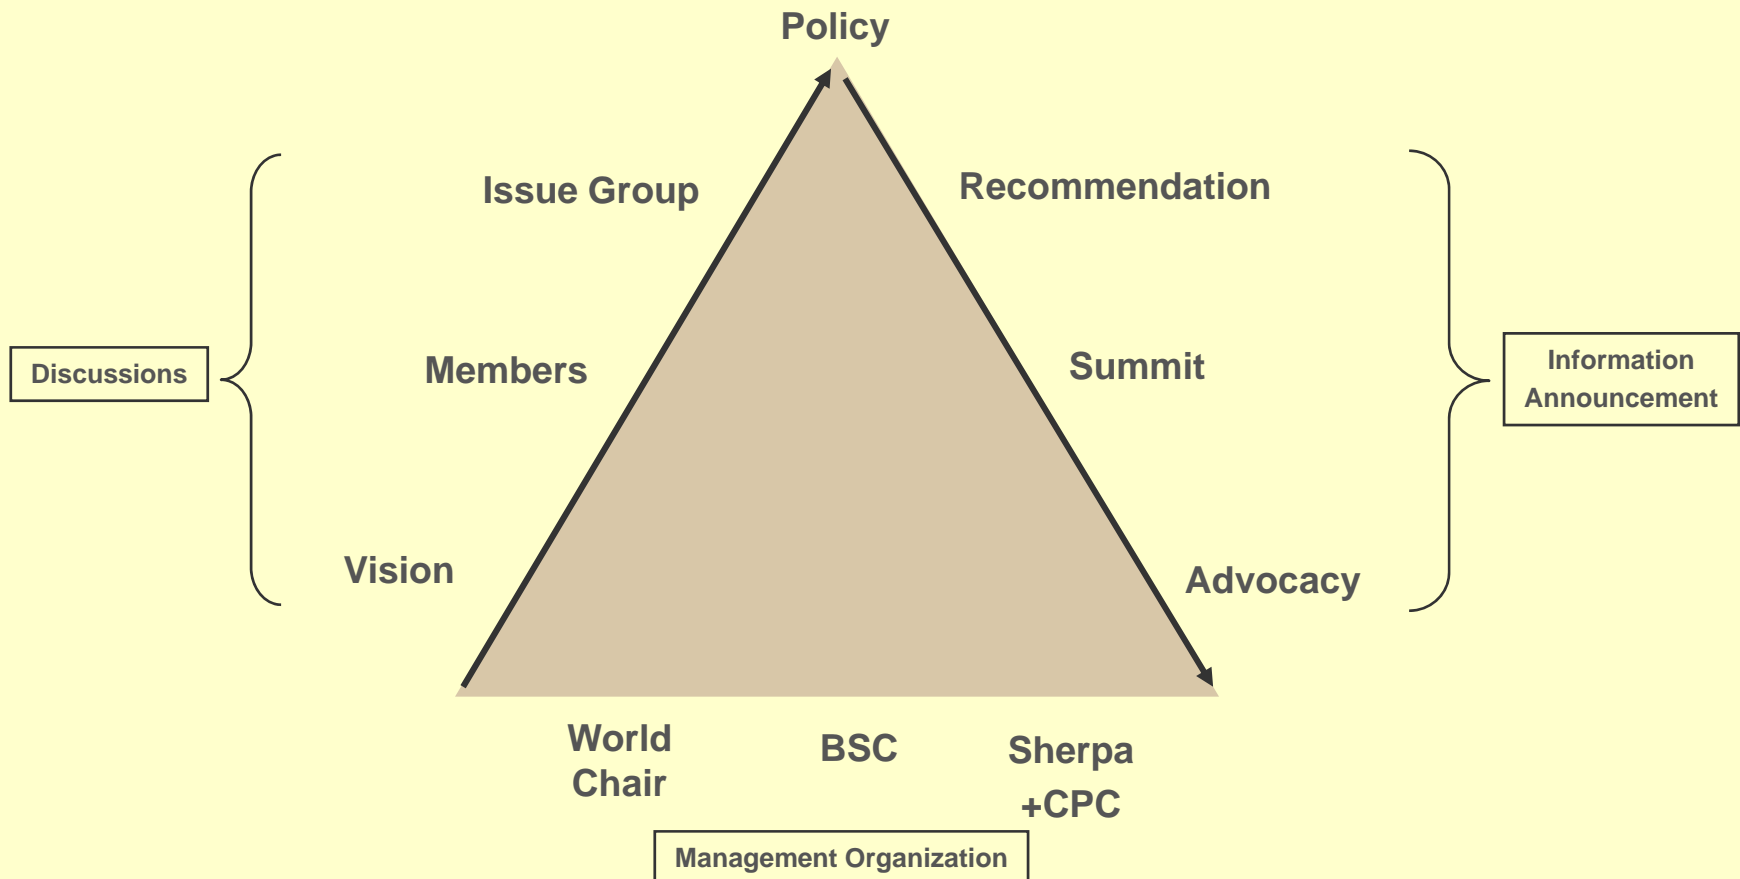 Policy
Issue Group
Recommendation
Members
Summit
Discussions
Information
Announcement
Vision
Advocacy
World
Chair
BSC
Sherpa
+CPC
Management Organization